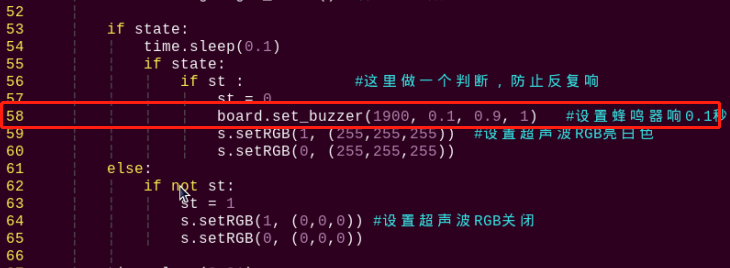 52
53 if state:
54 time.sleep(0.1)
55 if state:
56 if st : #这里做一个判断，防止反复响
57 st = 0
58 board.set_buzzer(1900, 0.1, 0.9, 1) #设置蜂鸣器响0.1秒
59 s.setRGB(1, (255,255,255)) #设置超声波RGB亮白色
60 s.setRGB(0, (255,255,255))
61 else:
62 if not st:
63 st = 1
64 s.setRGB(1, (0,0,0)) #设置超声波RGB关闭
65 s.setRGB(0, (0,0,0))
66